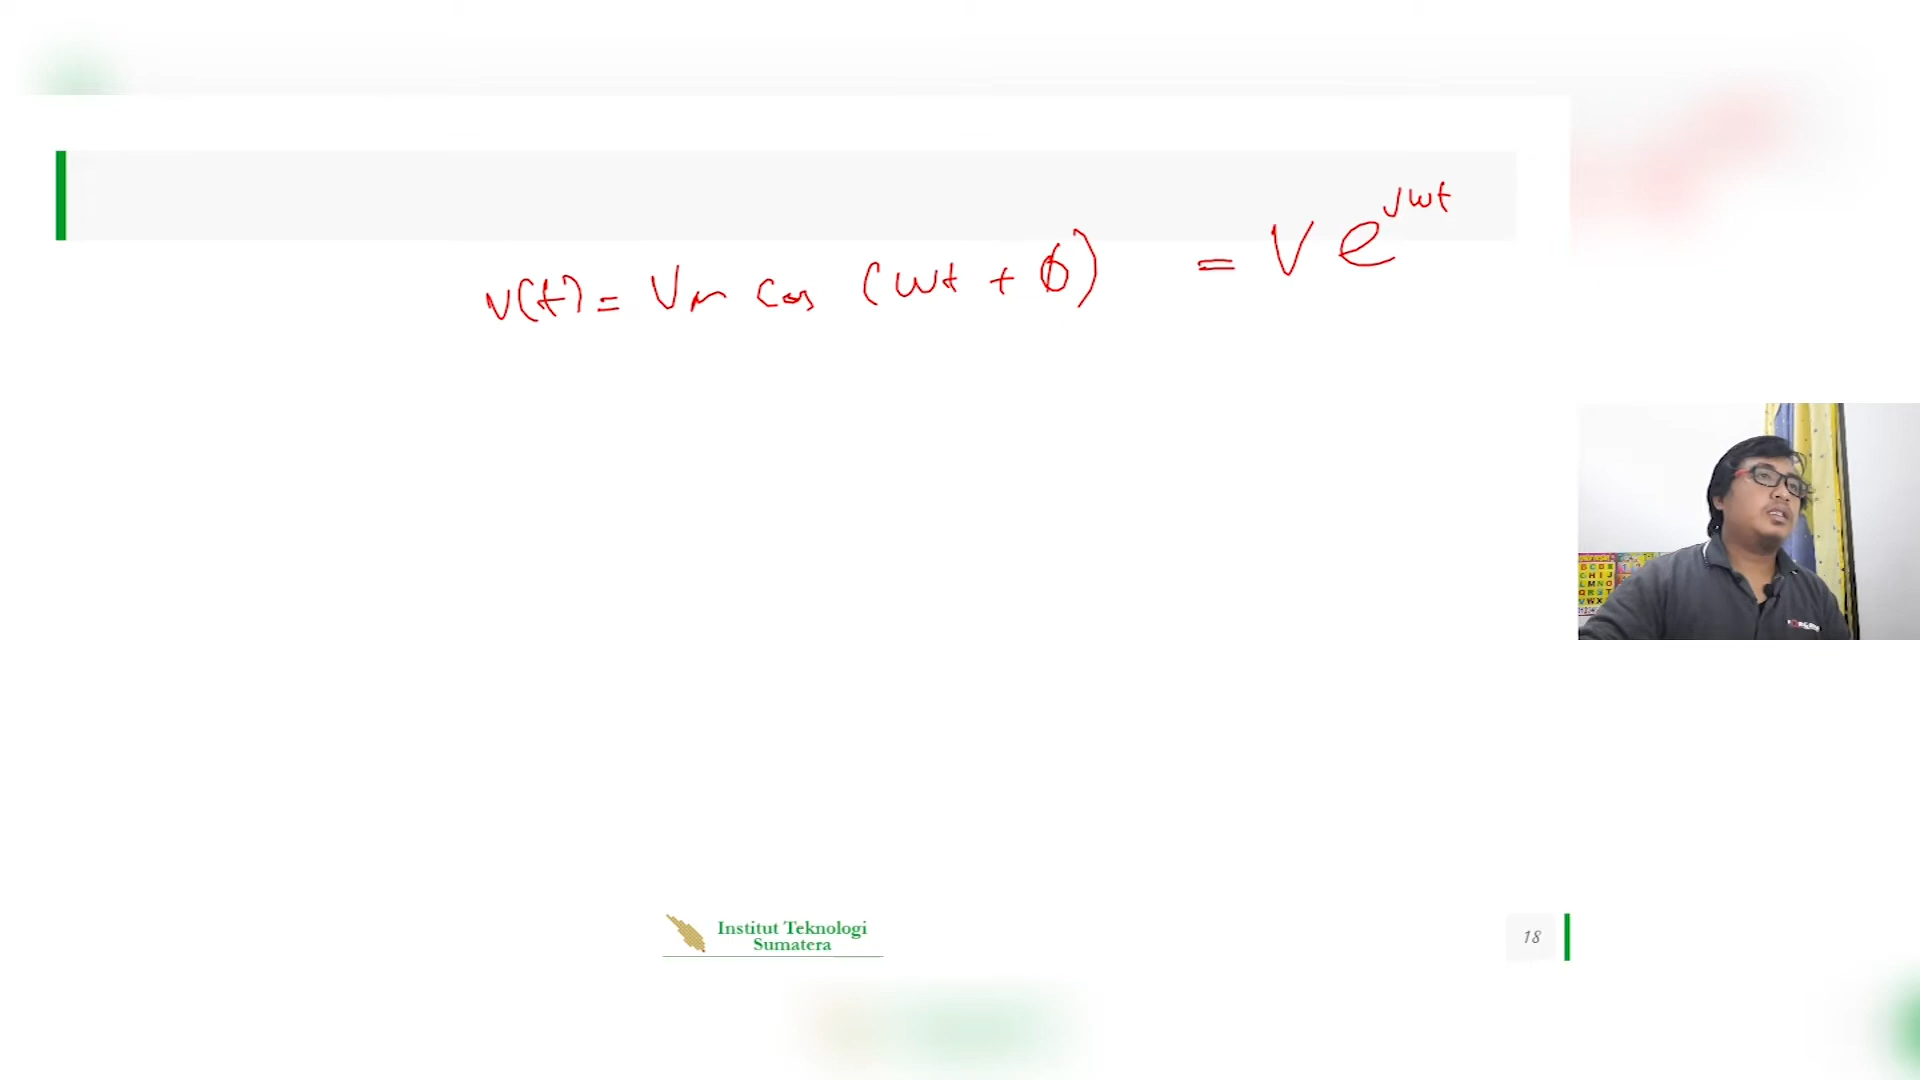 v(t) = Vm cos (ωt + φ) = V e^jωt
Institut Teknologi
Sumatera
18